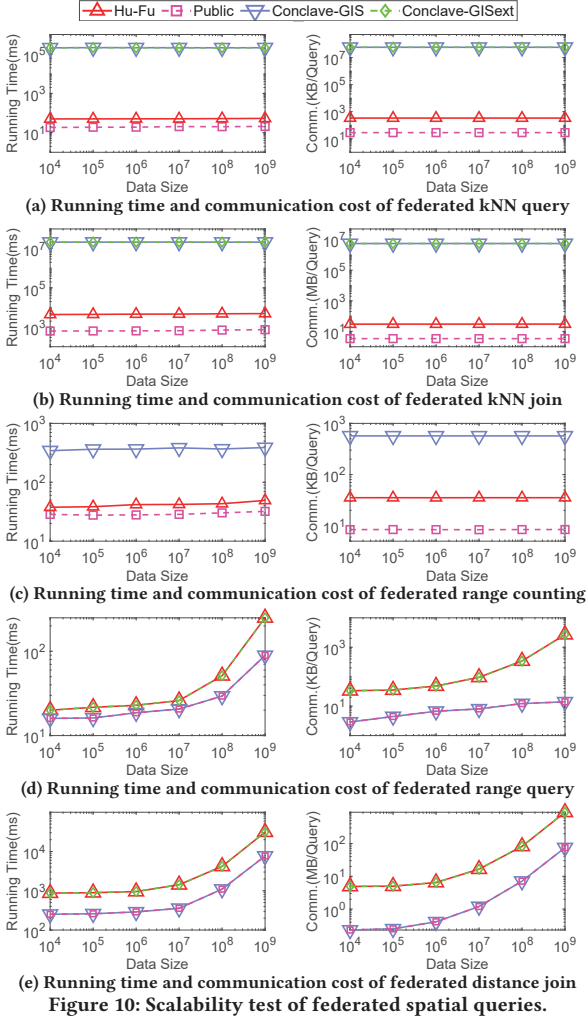 Hu-Fu Public Conclave-GIS Conclave-GISext
Running Time(ms)
10^5
10^3
10^1
10^4 10^5 10^6 10^7 10^8 10^9
Data Size
Comm.(KB/Query)
10^7
10^5
10^3
10^1
10^4 10^5 10^6 10^7 10^8 10^9
Data Size
(a) Running time and communication cost of federated kNN query
Running Time(ms)
10^7
10^5
10^3
10^4 10^5 10^6 10^7 10^8 10^9
Data Size
Comm.(MB/Query)
10^7
10^5
10^3
10^1
10^4 10^5 10^6 10^7 10^8 10^9
Data Size
(b) Running time and communication cost of federated kNN join
Running Time(ms)
10^3
10^2
10^1
10^4 10^5 10^6 10^7 10^8 10^9
Data Size
Comm.(KB/Query)
10^3
10^2
10^1
10^4 10^5 10^6 10^7 10^8 10^9
Data Size
(c) Running time and communication cost of federated range counting
Running Time(ms)
10^2
10^1
10^4 10^5 10^6 10^7 10^8 10^9
Data Size
Comm.(KB/Query)
10^3
10^1
10^4 10^5 10^6 10^7 10^8 10^9
Data Size
(d) Running time and communication cost of federated range query
Running Time(ms)
10^4
10^3
10^2
10^4 10^5 10^6 10^7 10^8 10^9
Data Size
Comm.(MB/Query)
10^2
10^1
10^0
10^4 10^5 10^6 10^7 10^8 10^9
Data Size
(e) Running time and communication cost of federated distance join
Figure 10: Scalability test of federated spatial queries.